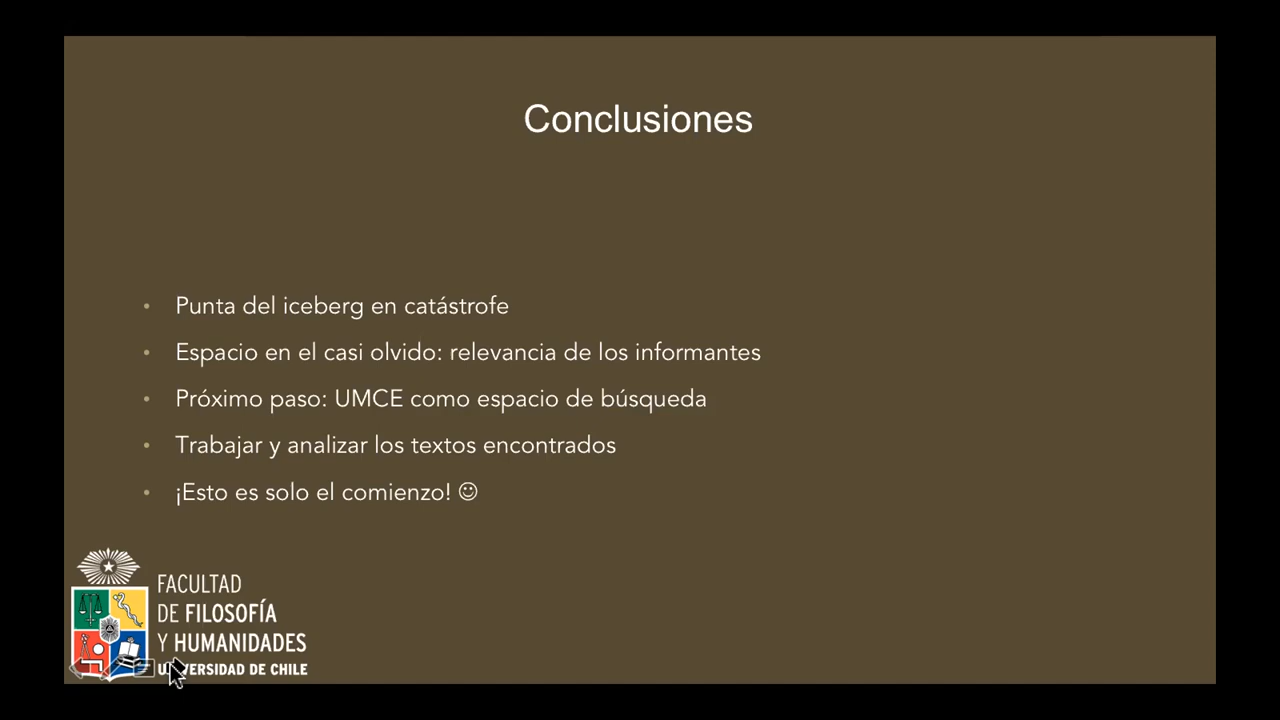 Conclusiones
• Punta del iceberg en catástrofe
• Espacio en el casi olvido: relevancia de los informantes
• Próximo paso: UMCE como espacio de búsqueda
• Trabajar y analizar los textos encontrados
• ¡Esto es solo el comienzo! ☺
FACULTAD
DE FILOSOFÍA
Y HUMANIDADES
UNIVERSIDAD DE CHILE